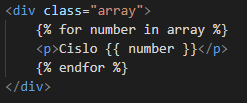 <div class="array">
{% for number in array %}
<p>Cislo {{ number }}</p>
{% endfor %}
</div>